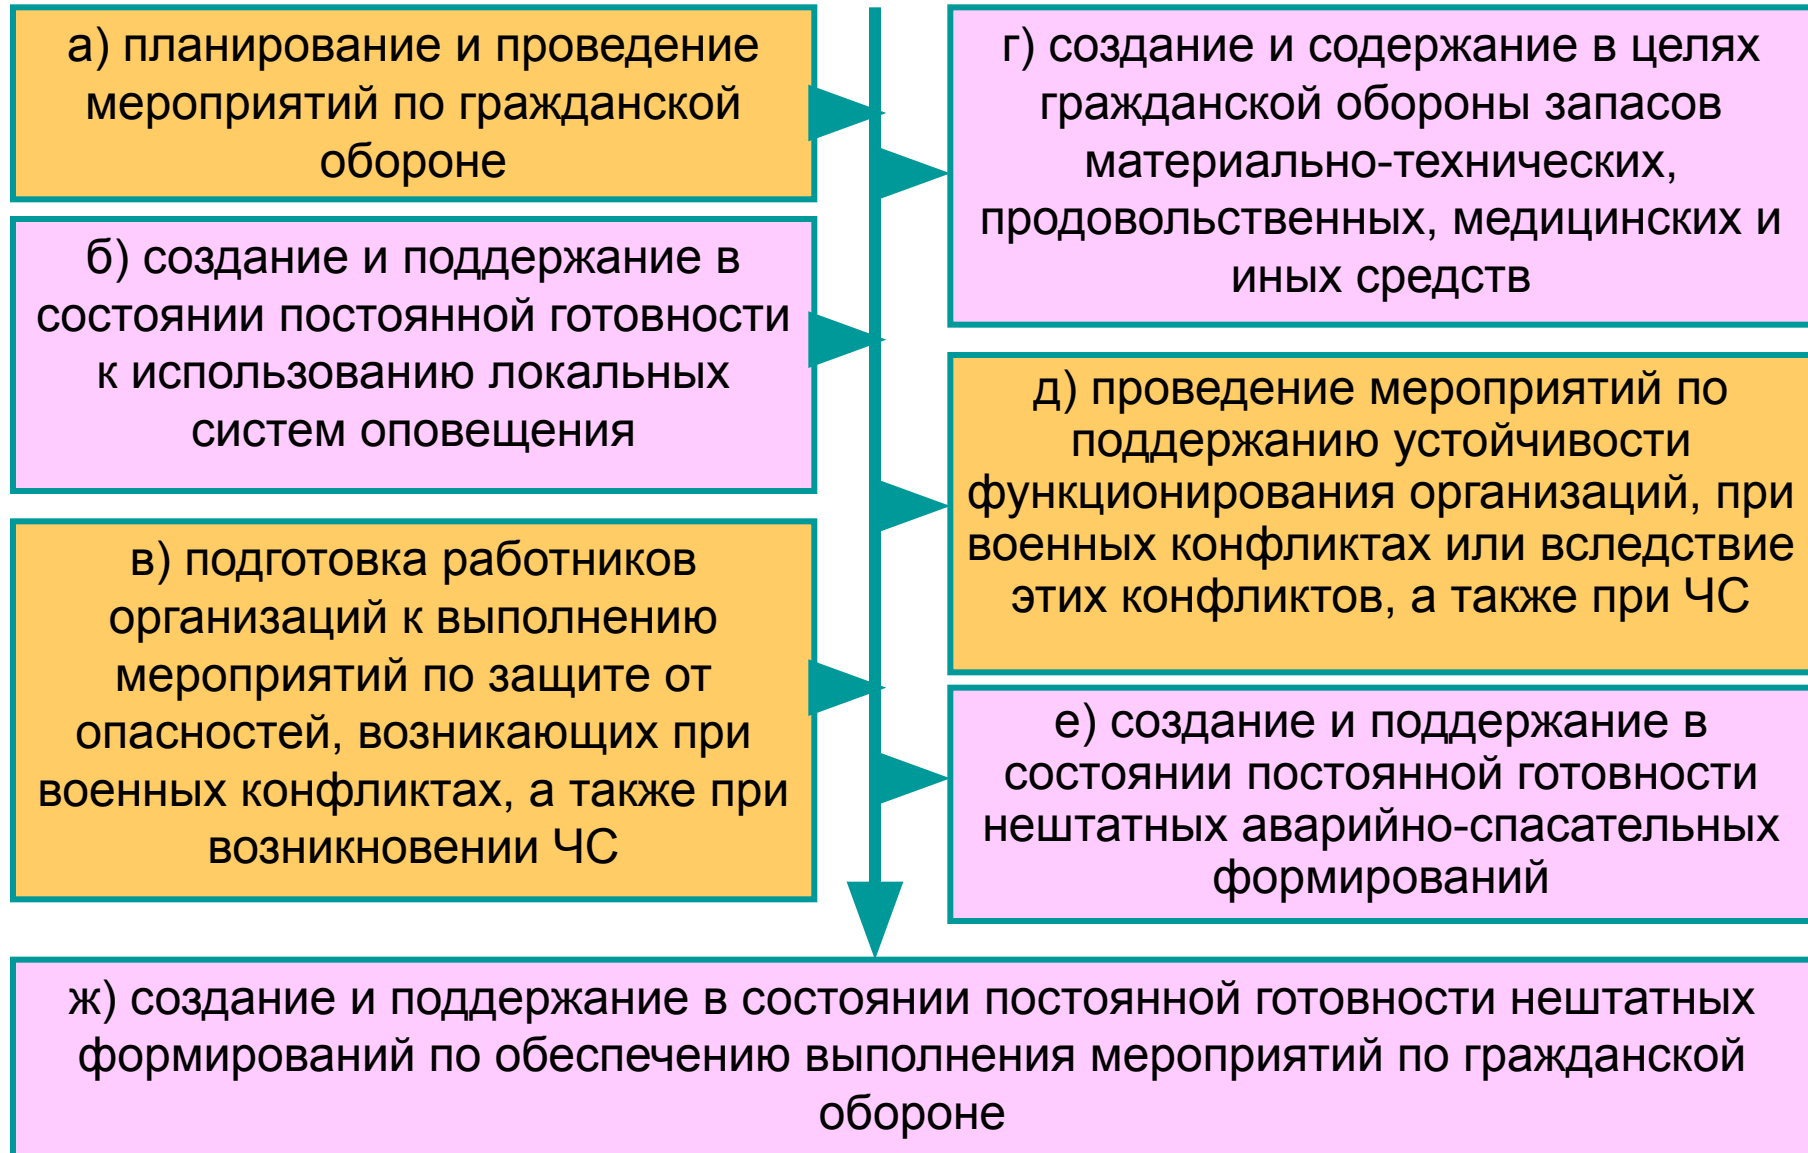 а) планирование и проведение
мероприятий по гражданской
обороне
б) создание и поддержание в
состоянии постоянной готовности
к использованию локальных
систем оповещения
в) подготовка работников
организаций к выполнению
мероприятий по защите от
опасностей, возникающих при
военных конфликтах, а также при
возникновении ЧС
г) создание и содержание в целях
гражданской обороны запасов
материально-технических,
продовольственных, медицинских и
иных средств
д) проведение мероприятий по
поддержанию устойчивости
функционирования организаций, при
военных конфликтах или вследствие
этих конфликтов, а также при ЧС
е) создание и поддержание в
состоянии постоянной готовности
нештатных аварийно-спасательных
формирований
ж) создание и поддержание в состоянии постоянной готовности нештатных
формирований по обеспечению выполнения мероприятий по гражданской
обороне